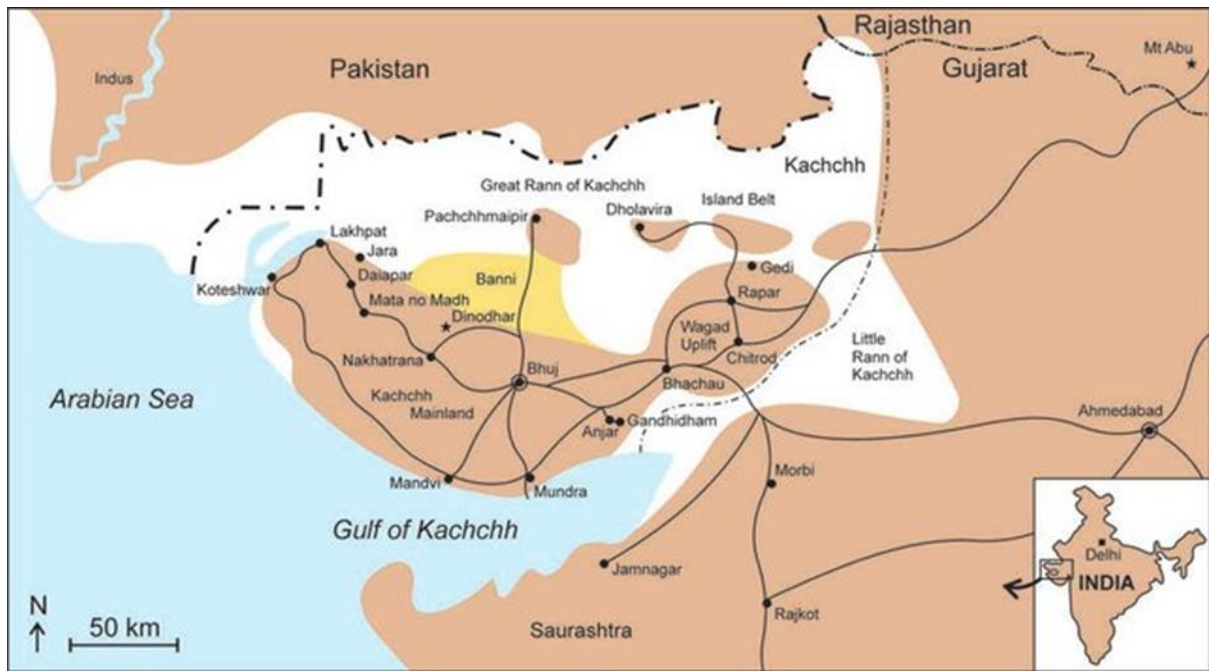 Rajasthan
Mt Abu
Pakistan
Gujarat
Indus
Kachchh
Great Rann of Kachchh
Island Belt
Pachchhmaipir
Dholavira
Lakhpat
Jara
Gedi
Koteshwar
Daiapar
Banni
Rapar
Mata no Madh
Dinodhar
Wagad
Uplift
Chitrod
Little
Rann of
Kachchh
Nakhatrana
Bhuj
Bhachau
Arabian Sea
Kachchh
Mainland
Anjar
Gandhidham
Ahmedabad
Mandvi
Mundra
Morbi
Gulf of Kachchh
Jamnagar
Delhi
INDIA
N
50 km
Saurashtra
Rajkot